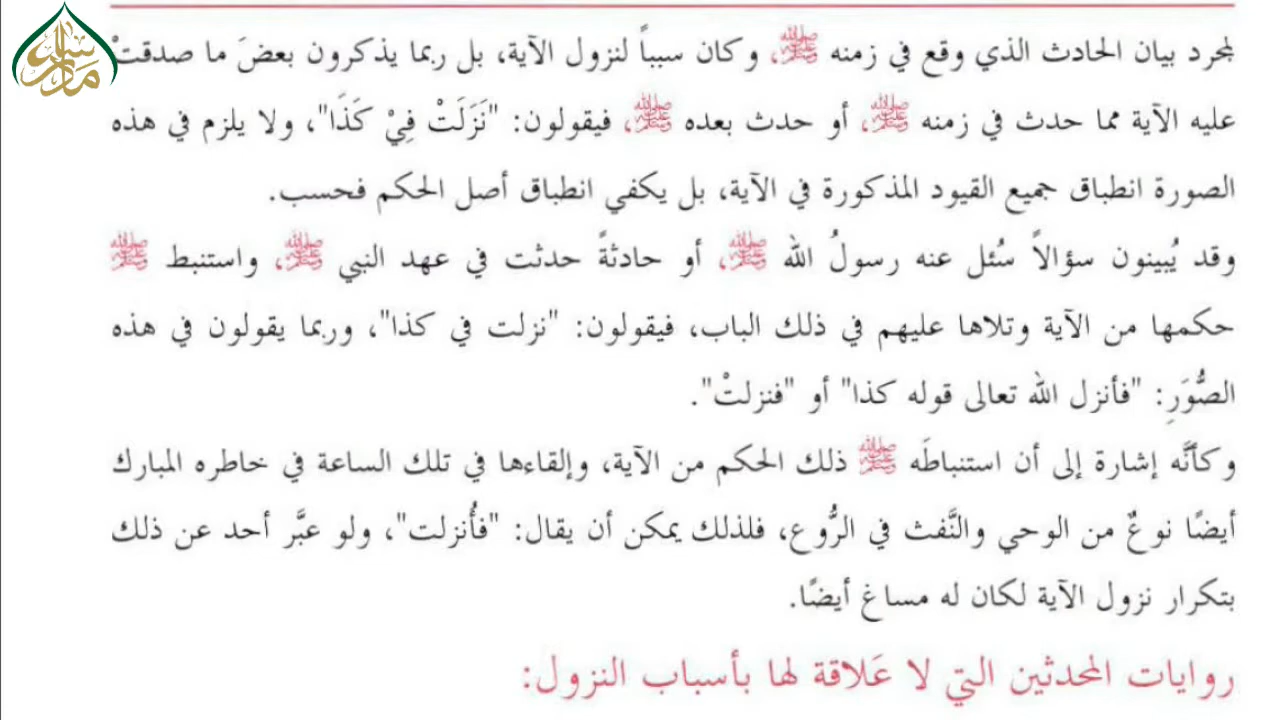 مدارس
لمجرد بيان الحادث الذي وقع في زمنه ﷺ، وكان سبباً لنزول الآية، بل ربما يذكرون بعضَ ما صدقتْ
عليه الآية مما حدث في زمنه ﷺ، أو حدث بعده ﷺ، فيقولون: "نَزَلَتْ فِيْ كَذَا"، ولا يلزم في هذه
الصورة انطباق جميع القيود المذكورة في الآية، بل يكفي انطباق أصل الحكم فحسب.
وقد يُبينون سؤالاً سُئل عنه رسولُ الله ﷺ، أو حادثةً حدثت في عهد النبي ﷺ، واستنبط ﷺ
حكمها من الآية وتلاها عليهم في ذلك الباب، فيقولون: "نزلت في كذا"، وربما يقولون في هذه
الصُّوَرِ: "فأنزل الله تعالى قوله كذا" أو "فنزلتْ".
وكأنَّه إشارة إلى أن استنباطَه ﷺ ذلك الحكم من الآية، وإلقاءها في تلك الساعة في خاطره المبارك
أيضًا نوعٌ من الوحي والنَّفث في الرُّوع، فلذلك يمكن أن يقال: "فأُنزلت"، ولو عبَّر أحد عن ذلك
بتكرار نزول الآية لكان له مساغ أيضًا.
روايات المحدثين التي لا عَلاقة لها بأسباب النزول: